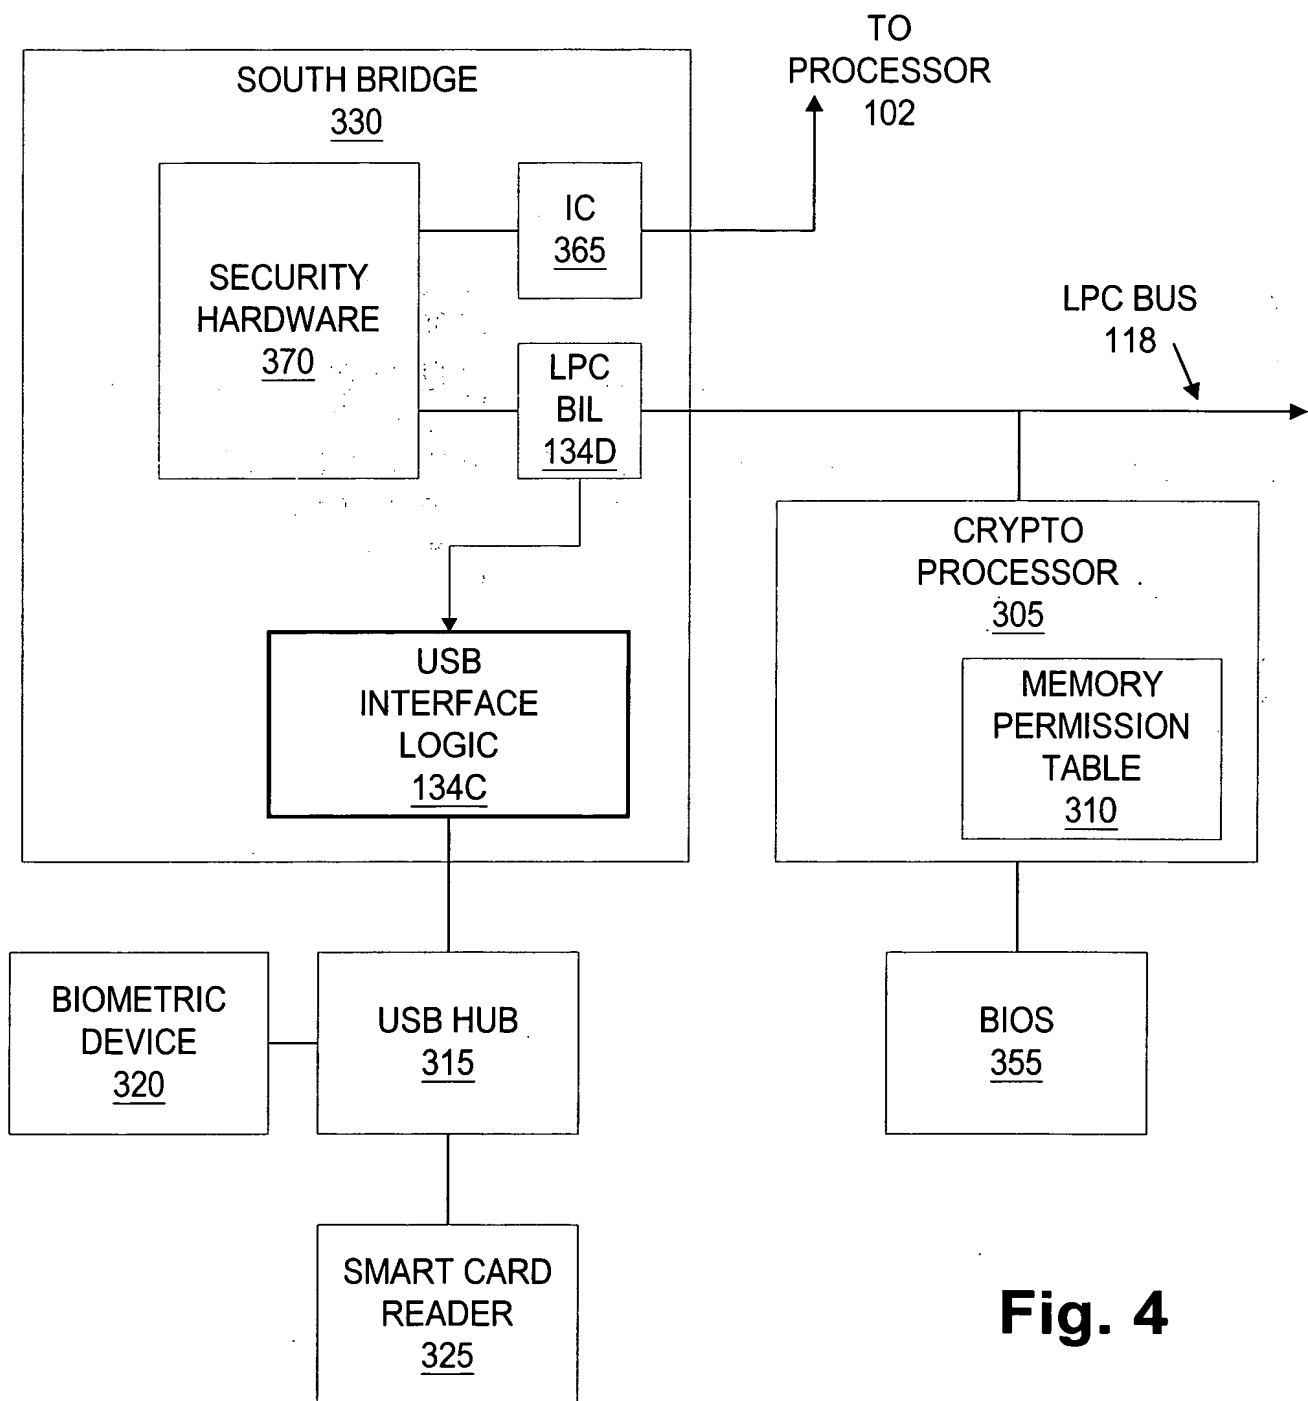 TO
PROCESSOR
102
SOUTH BRIDGE
330
IC
365
SECURITY
HARDWARE
370
LPC BUS
118
LPC
BIL
134D
CRYPTO
PROCESSOR
305
USB
INTERFACE
LOGIC
134C
MEMORY
PERMISSION
TABLE
310
BIOMETRIC
DEVICE
320
USB HUB
315
BIOS
355
SMART CARD
READER
325
Fig. 4